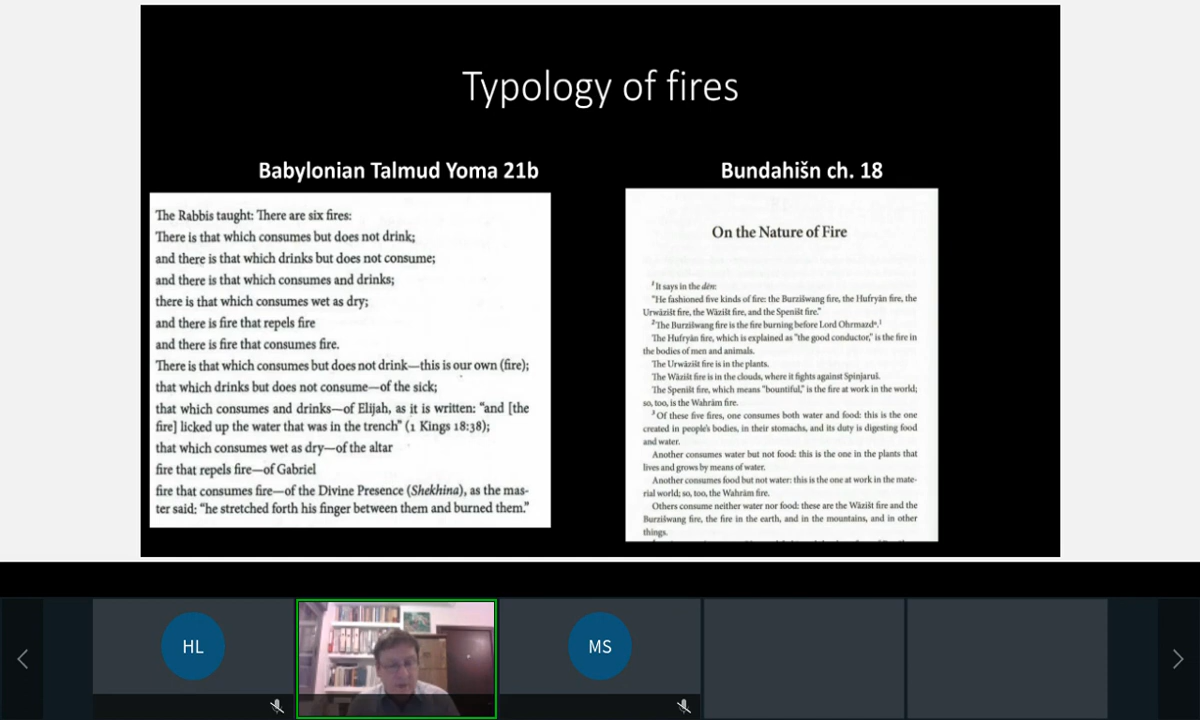 Typology of fires
Babylonian Talmud Yoma 21b
The Rabbis taught: There are six fires:
There is that which consumes but does not drink;
and there is that which drinks but does not consume;
and there is that which consumes and drinks;
there is that which consumes wet as dry;
and there is fire that repels fire
and there is fire that consumes fire.
There is that which consumes but does not drink—this is our own (fire);
that which drinks but does not consume—of the sick;
that which consumes and drinks—of Elijah, as it is written: “and [the
fire] licked up the water that was in the trench” (1 Kings 18:38);
that which consumes wet as dry—of the altar
fire that repels fire—of Gabriel
fire that consumes fire—of the Divine Presence (Shekhina), as the mas-
ter said: “he stretched forth his finger between them and burned them.”
Bundahišn ch. 18
On the Nature of Fire
1It says in the dēn:
“He fashioned five kinds of fire: the Burzišwang fire, the Hufryān fire, the
Urwāzišt fire, the Wāzišt fire, and the Speništ fire.”
2The Burzišwang fire is the fire burning before Lord Ohrmazd^.1
The Hufryān fire, which is explained as “the good conductor,” is the fire in
the bodies of men and animals.
The Urwāzišt fire is in the plants.
The Wāzišt fire is in the clouds, where it fights against Spinjaruš.
The Speništ fire, which means “bountiful,” is the fire at work in the world;
so, too, is the Wahrām fire.
3Of these five fires, one consumes both water and food: this is the one
created in people’s bodies, in their stomachs, and its duty is digesting food
and water.
Another consumes water but not food: this is the one in the plants that
lives and grows by means of water.
Another consumes food but not water: this is the one at work in the mate-
rial world; so, too, the Wahrām fire.
Others consume neither water nor food: these are the Wāzišt fire and the
Burzišwang fire, the fire in the earth, and in the mountains, and in other
things.
HL
MS